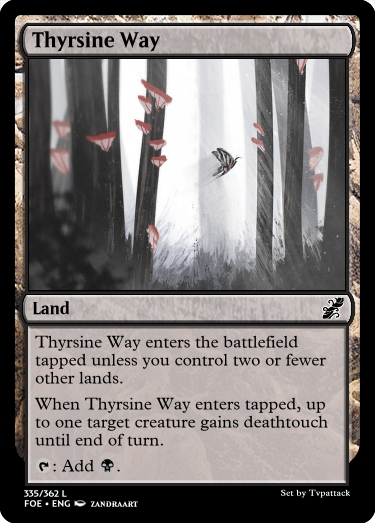 Thyrsine Way
Land
Thyrsine Way enters the battlefield
tapped unless you control two or fewer
other lands.
When Thyrsine Way enters tapped, up
to one target creature gains deathtouch
until end of turn.
: Add .
335/362 L
Set by Tvpattack
FOE • ENG ZANDRAART